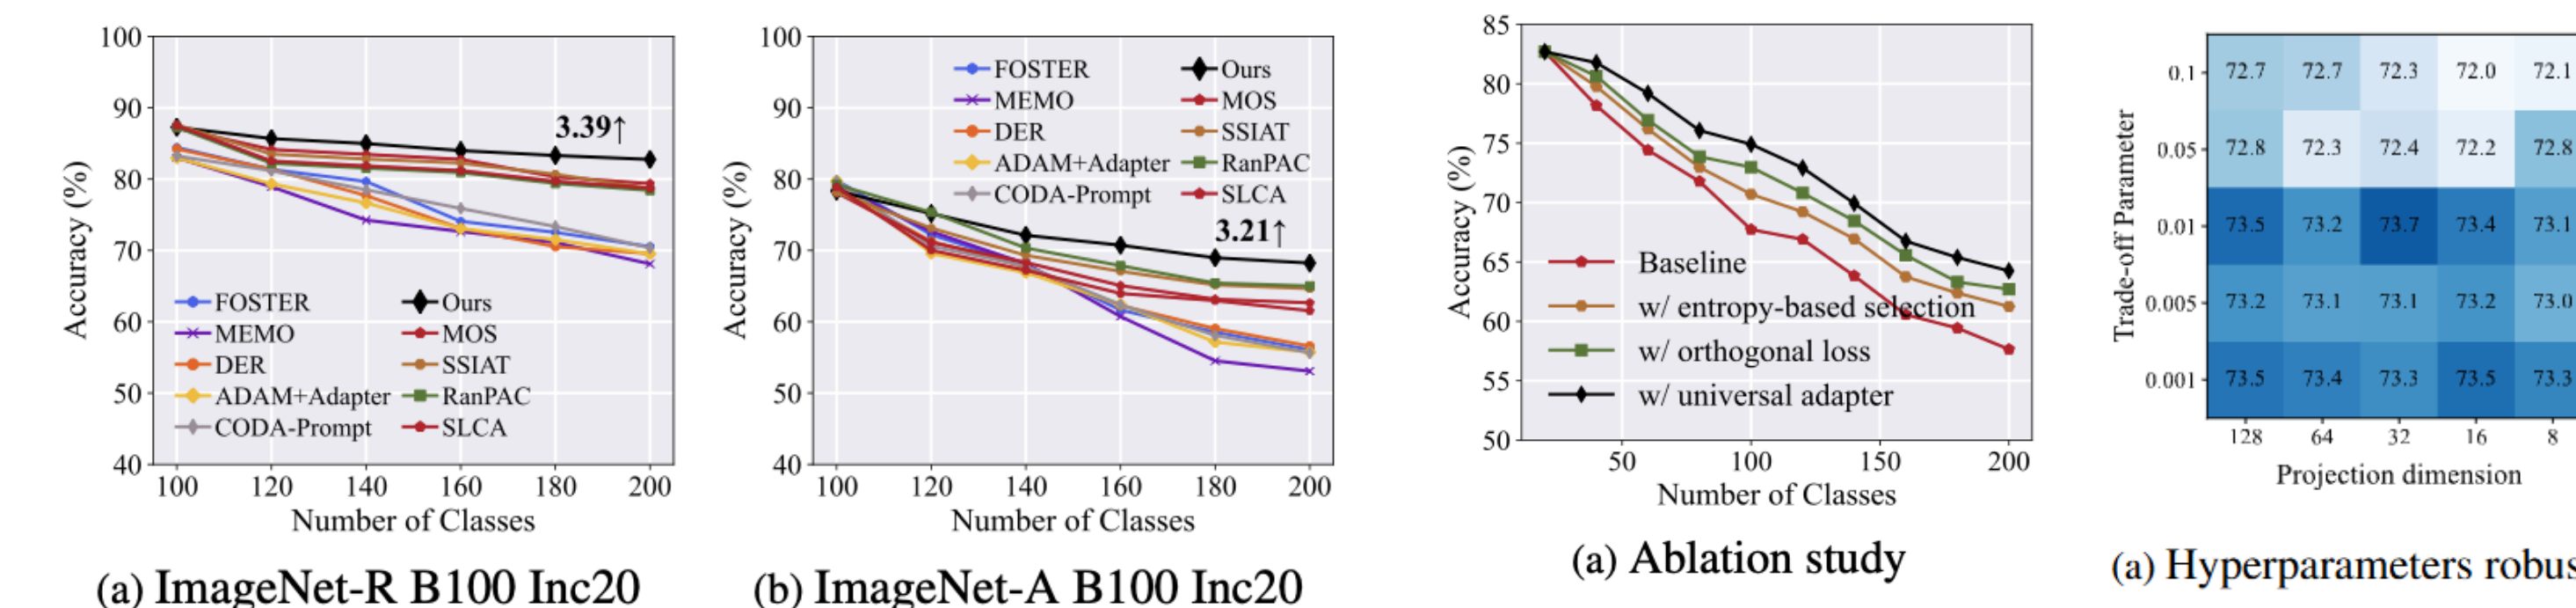 100
90
80
70
60
50
40
Accuracy (%)
3.39↑
FOSTER
MEMO
DER
ADAM+Adapter
CODA-Prompt
Ours
MOS
SSIAT
RanPAC
SLCA
100 120 140 160 180 200
Number of Classes
(a) ImageNet-R B100 Inc20
100
90
80
70
60
50
40
Accuracy (%)
FOSTER
MEMO
DER
ADAM+Adapter
CODA-Prompt
Ours
MOS
SSIAT
RanPAC
SLCA
3.21↑
100 120 140 160 180 200
Number of Classes
(b) ImageNet-A B100 Inc20
85
80
75
70
65
60
55
50
Accuracy (%)
Baseline
w/ entropy-based selection
w/ orthogonal loss
w/ universal adapter
50 100 150 200
Number of Classes
(a) Ablation study
Trade-off Parameter
0.1 72.7 72.7 72.3 72.0 72.1
0.05 72.8 72.3 72.4 72.2 72.8
0.01 73.5 73.2 73.7 73.4 73.1
0.005 73.2 73.1 73.1 73.2 73.0
0.001 73.5 73.4 73.3 73.5 73.3
128 64 32 16 8
Projection dimension
(a) Hyperparameters robus